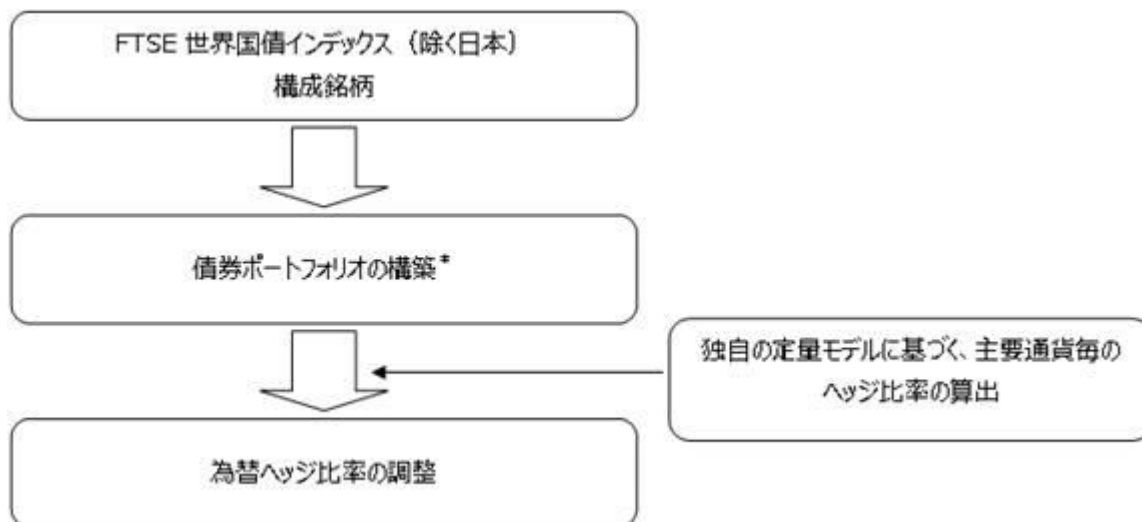 FTSE 世界国債インデックス（除く日本）
構成銘柄
債券ポートフォリオの構築*
独自の定量モデルに基づく、主要通貨毎の
ヘッジ比率の算出
為替ヘッジ比率の調整